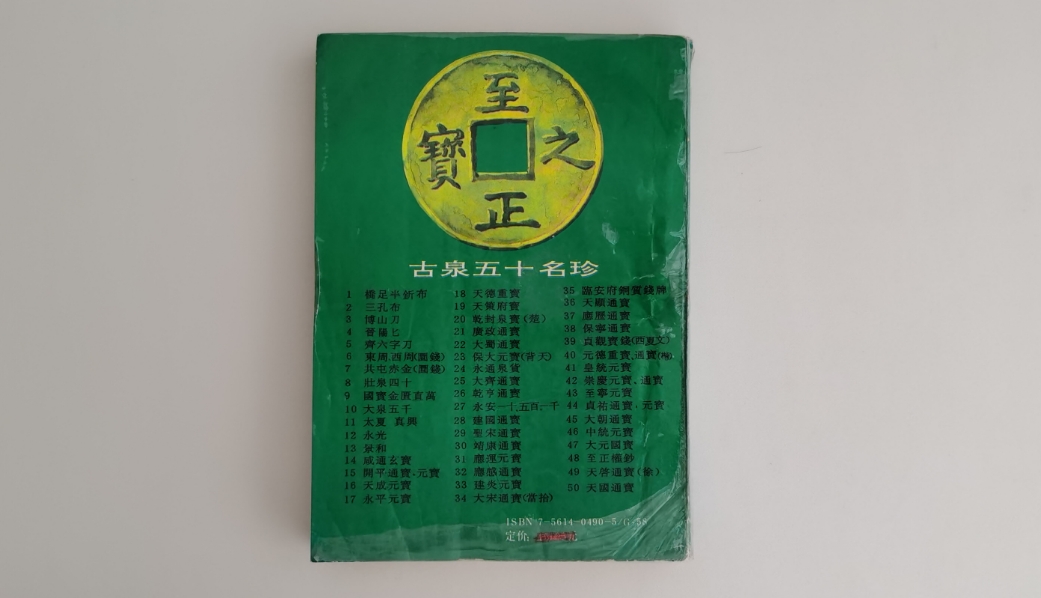 至
之
寶
正
古泉五十名珍
1 橋足半釿布
2 三孔布
3 博山刀
4 晉陽匕
5 齊六字刀
6 東周,西周(圜錢)
7 共屯赤金(圜錢)
8 壯泉四十
9 國寶金匱直萬
10 大泉五千
11 太夏 真興
12 永光
13 景和
14 咸通玄寶
15 開平通寶·元寶
16 天成元寶
17 永平元寶
18 天德重寶
19 天策府寶
20 乾封泉寶(楚)
21 廣政通寶
22 大蜀通寶
23 保大元寶(背天)
24 永通泉貨
25 大齊通寶
26 乾亨通寶
27 永安一十,五百,一千
28 建國通寶
29 聖宋通寶
30 靖康通寶
31 應運元寶
32 應感通寶
33 建炎元寶
34 大宋通寶(當拾)
35 臨安府 錢牌
36 天顯通寶
37 應曆通寶
38 保寧通寶
39 貞觀寶錢(西夏文)
40 元德重寶,通寶
41 皇統元寶
42 崇慶元寶,通寶
43 至寧元寶
44 貞祐通寶·元寶
45 大朝通寶
46 中統元寶
47 大元國寶
48 至正權鈔
49 天啓通寶(徐)
50 天國通寶
ISBN 7-5614-0490-5/G·58
定价: